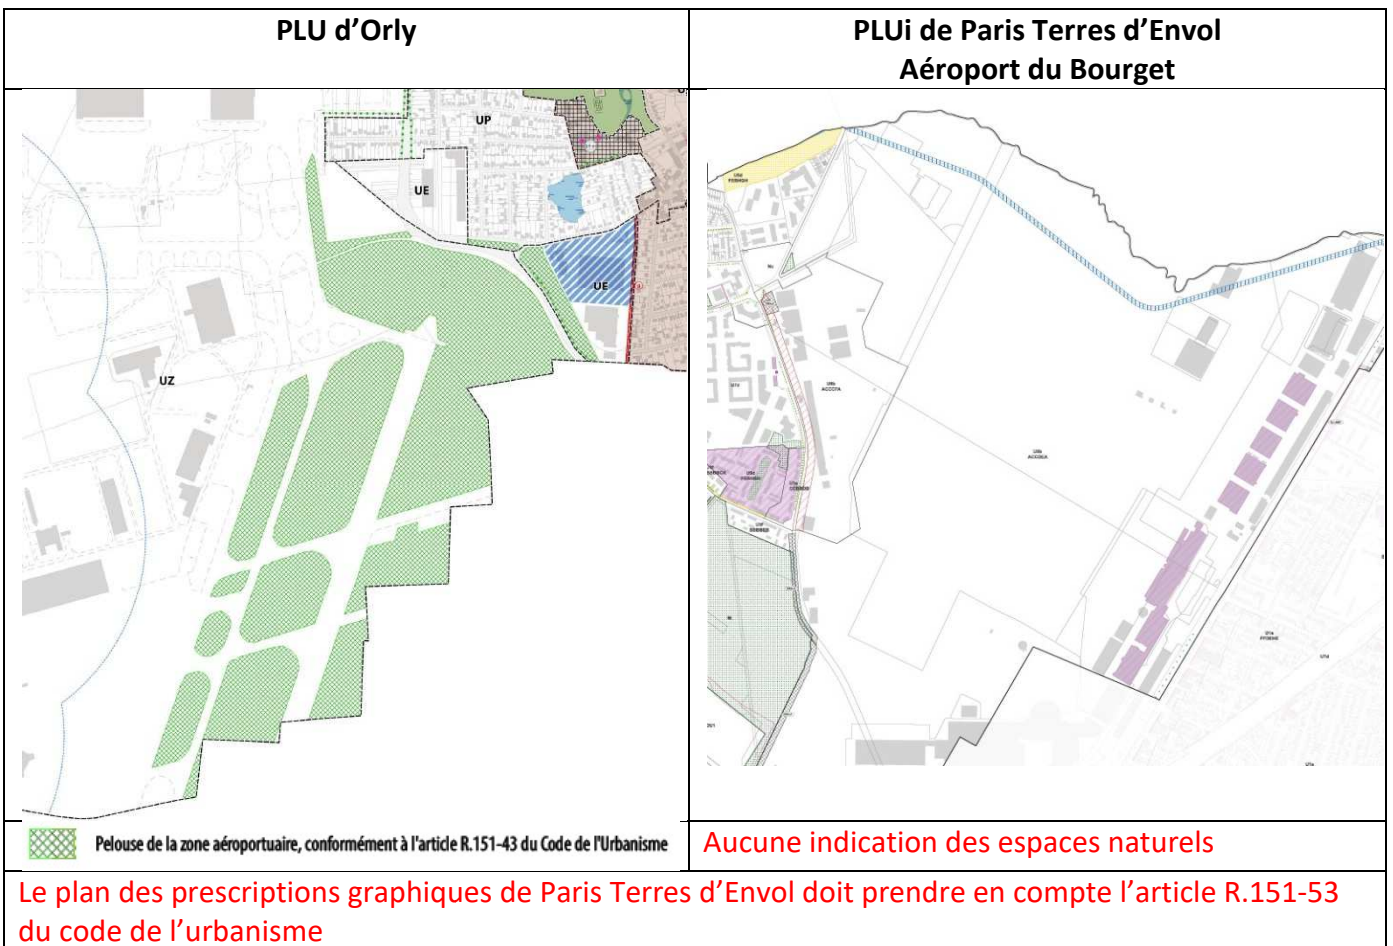 PLU d'Orly
PLUi de Paris Terres d'Envol
Aéroport du Bourget
UP
UE
UE
UZ
Pelouse de la zone aéroportuaire, conformément à l'article R.151-43 du Code de l'Urbanisme
Aucune indication des espaces naturels
Le plan des prescriptions graphiques de Paris Terres d'Envol doit prendre en compte l'article R.151-53
du code de l'urbanisme